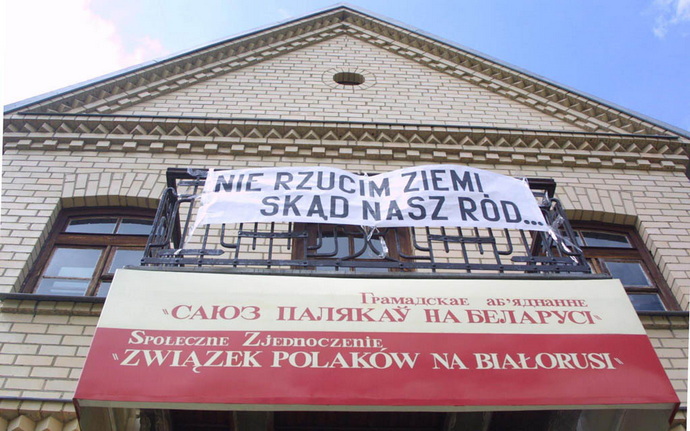 NIE RZUCIM ZIEMI,
SKĄD NASZ RÓD...
Грамадскае аб'яднанне
"САЮЗ ПАЛЯКАЎ НА БЕЛАРУСІ"
Społeczne Zjednoczenie
"ZWIĄZEK POLAKÓW NA BIAŁORUSI"